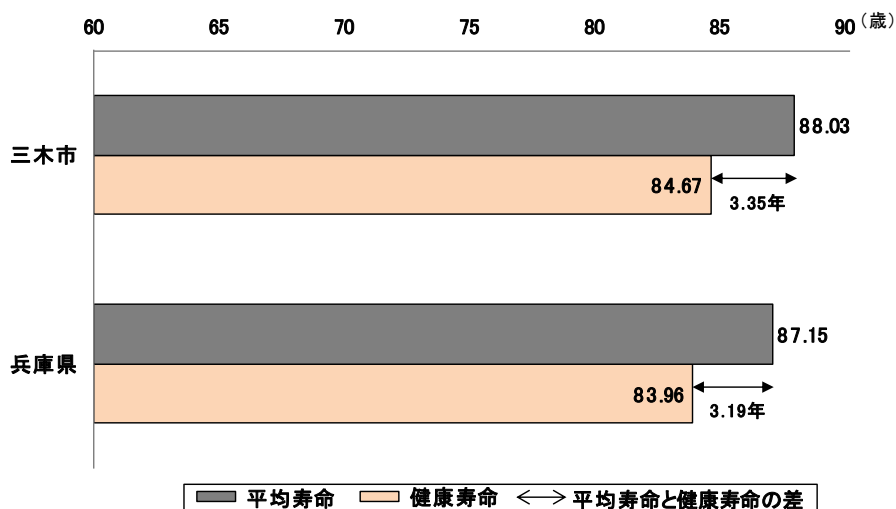 60 65 70 75 80 85 90 (歳)
88.03
三木市
84.67
3.35年
87.15
兵庫県
83.96
3.19年
平均寿命 健康寿命 平均寿命と健康寿命の差